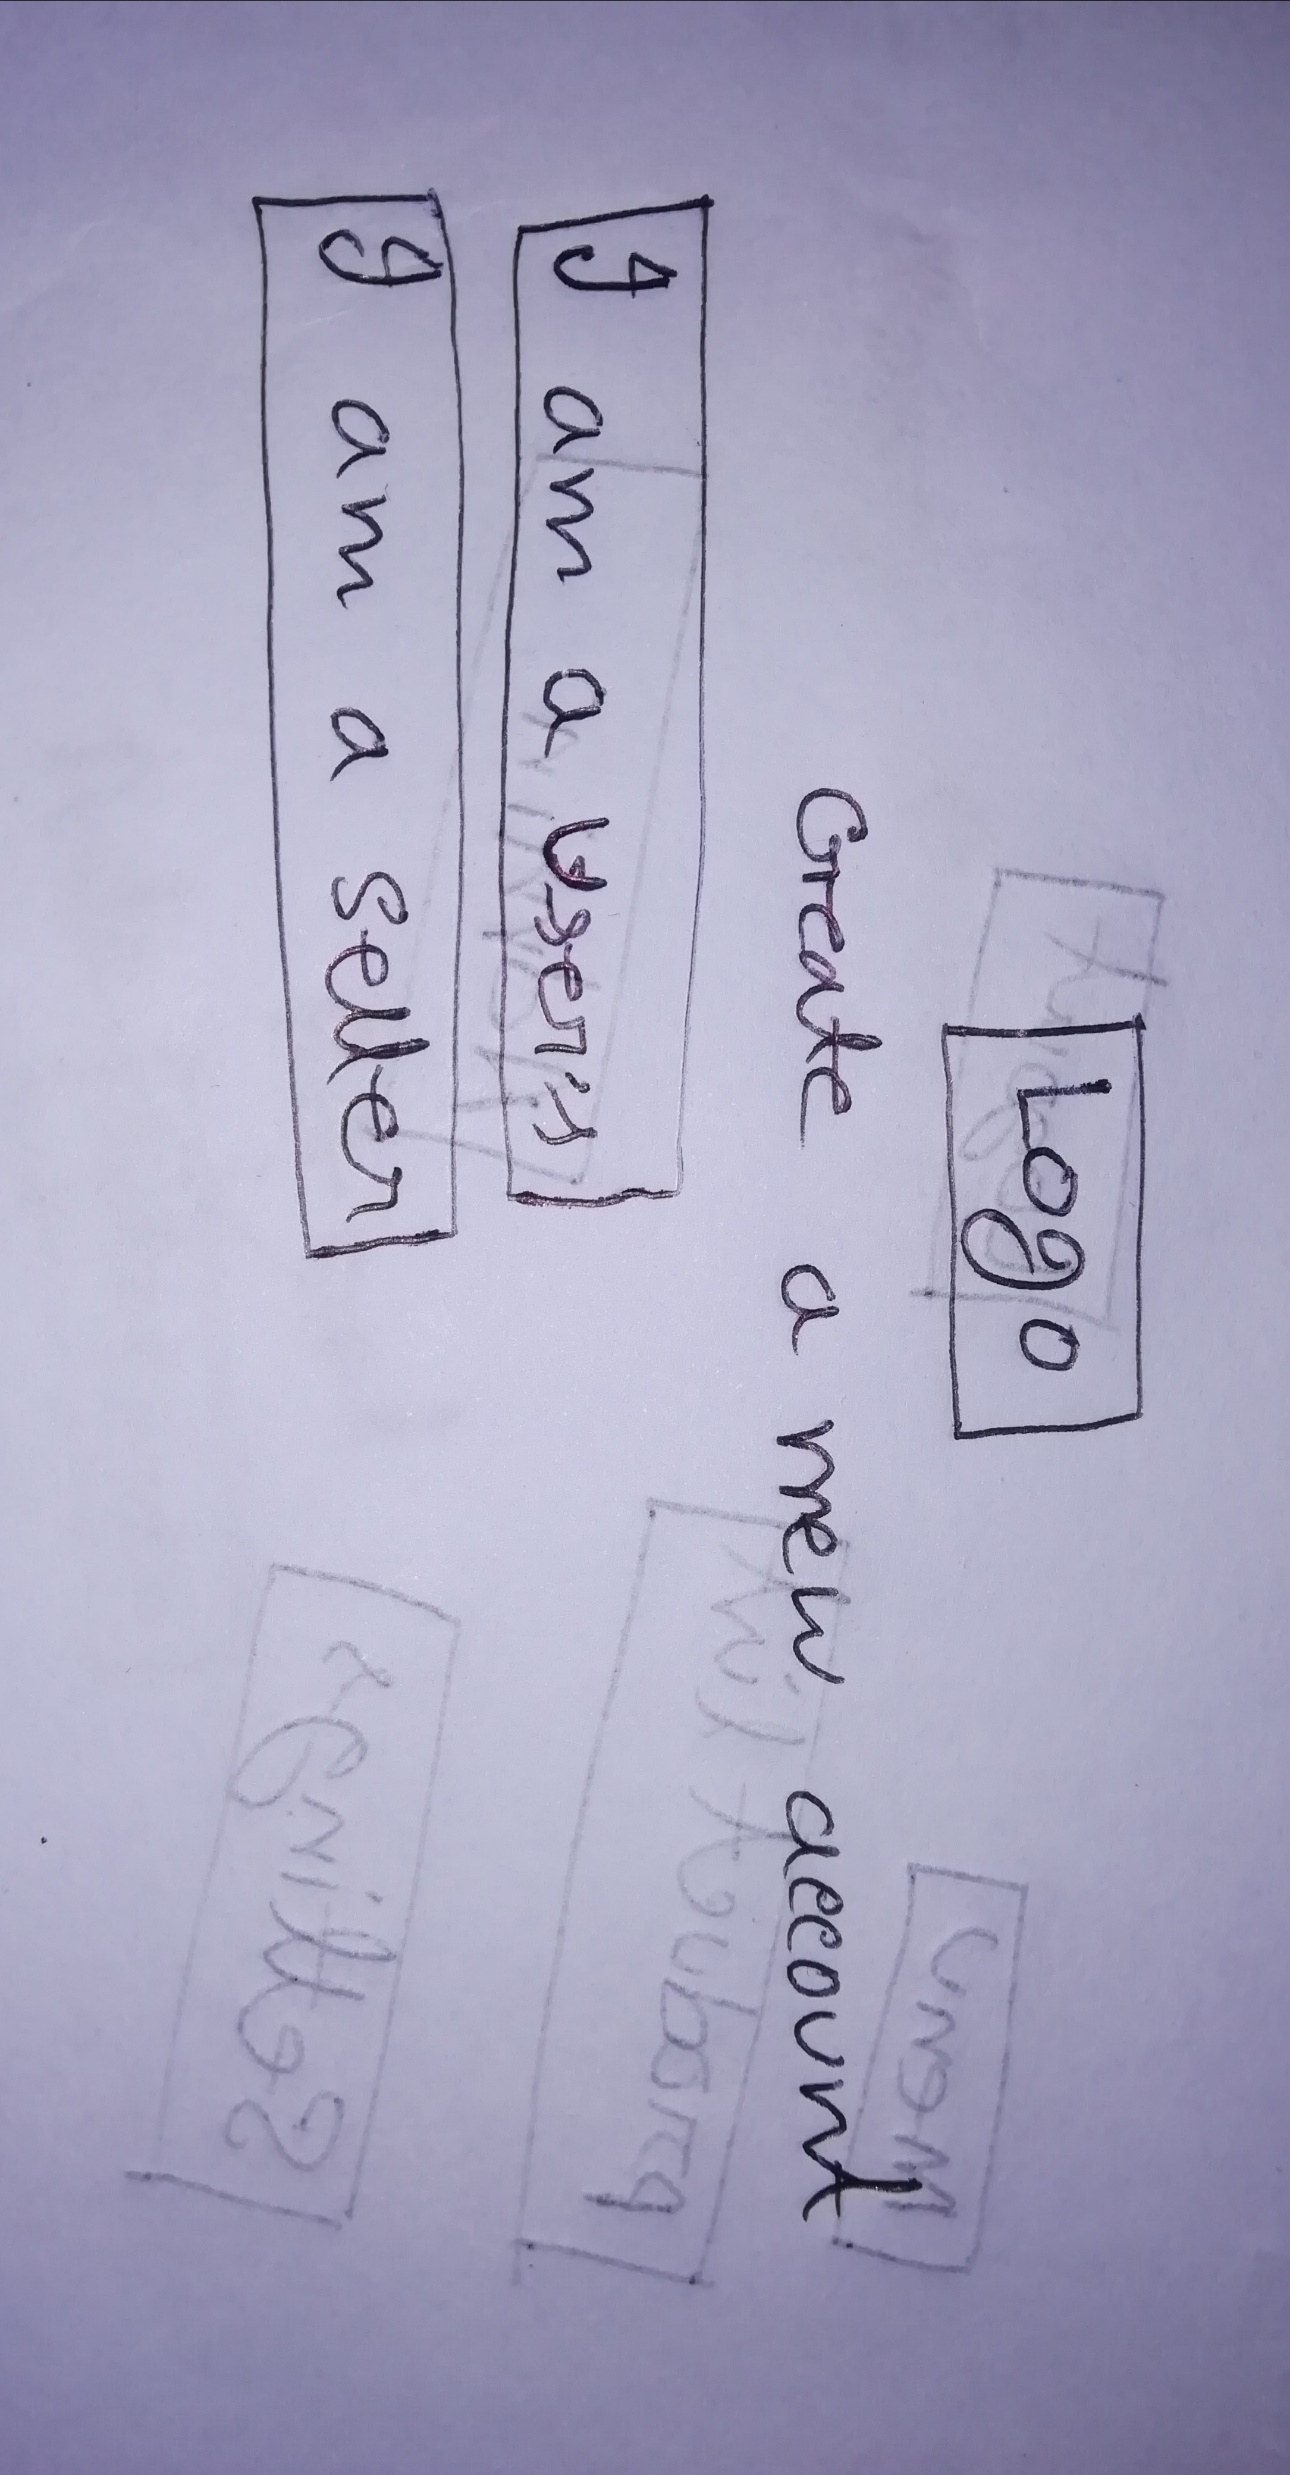 Logo
Create a new account
I am a user's
I am a seller